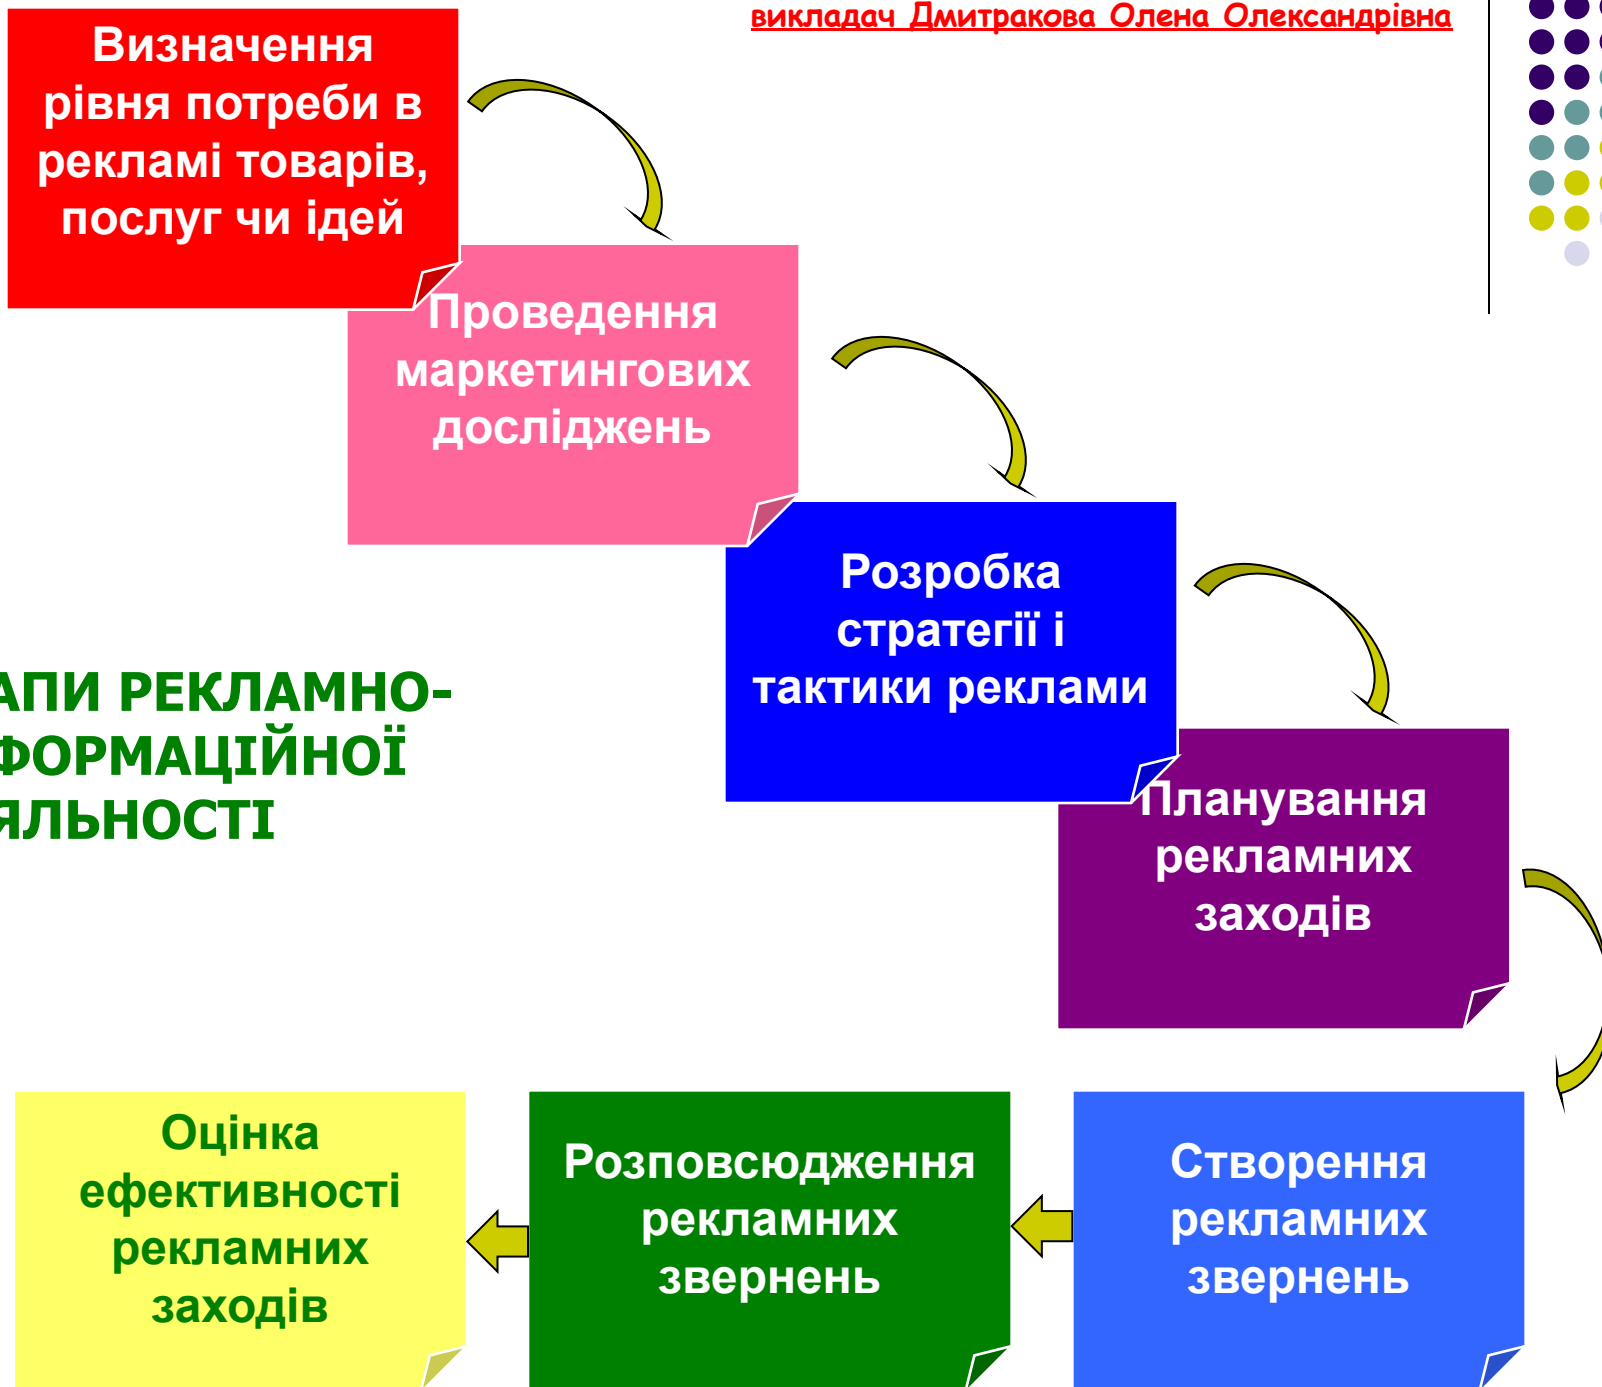 викладач Дмитракова Олена Олександрівна
Визначення
рівня потреби в
рекламі товарів,
послуг чи ідей
Проведення
маркетингових
досліджень
Розробка
стратегії і
тактики реклами
АПИ РЕКЛАМНО-
ФОРМАЦІЙНОЇ
ЯЛЬНОСТІ
Планування
рекламних
заходів
Створення
рекламних
звернень
Розповсюдження
рекламних
звернень
Оцінка
ефективності
рекламних
заходів